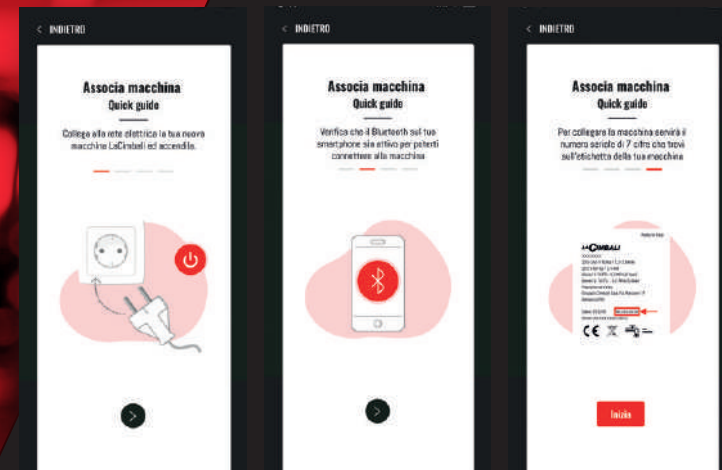 INDIETRO
Associa macchina
Quick guide
Collega alla rete elettrica la tua nuova
macchina LaCimbali ed accendila.
INDIETRO
Associa macchina
Quick guide
Verifica che il Bluetooth sul tuo
smartphone sia attivo per poterti
connettere alla macchina
INDIETRO
Associa macchina
Quick guide
Per collegare la macchina servirà il
numero seriale di 7 cifre che trovi
sull'etichetta della tua macchina
LACIMBALI
CE
Inizia